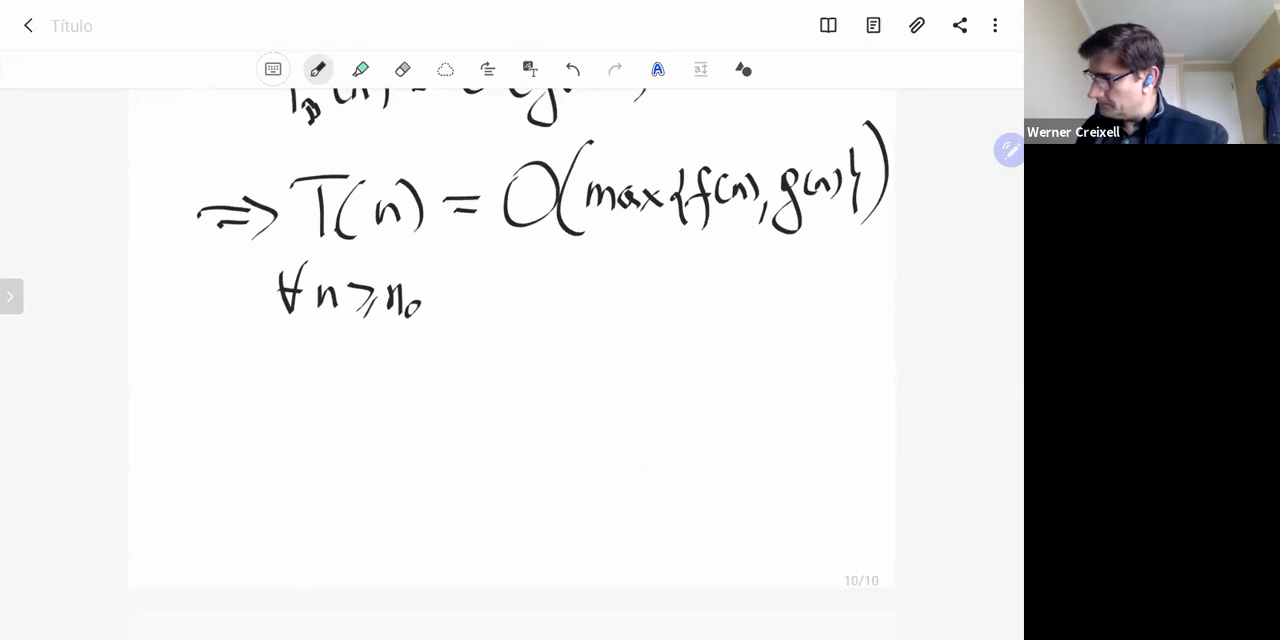 Título
⇒ T(n) = O(max{f(n), g(n)})
∀ n ≥ n₀
10/10
Werner Creixell